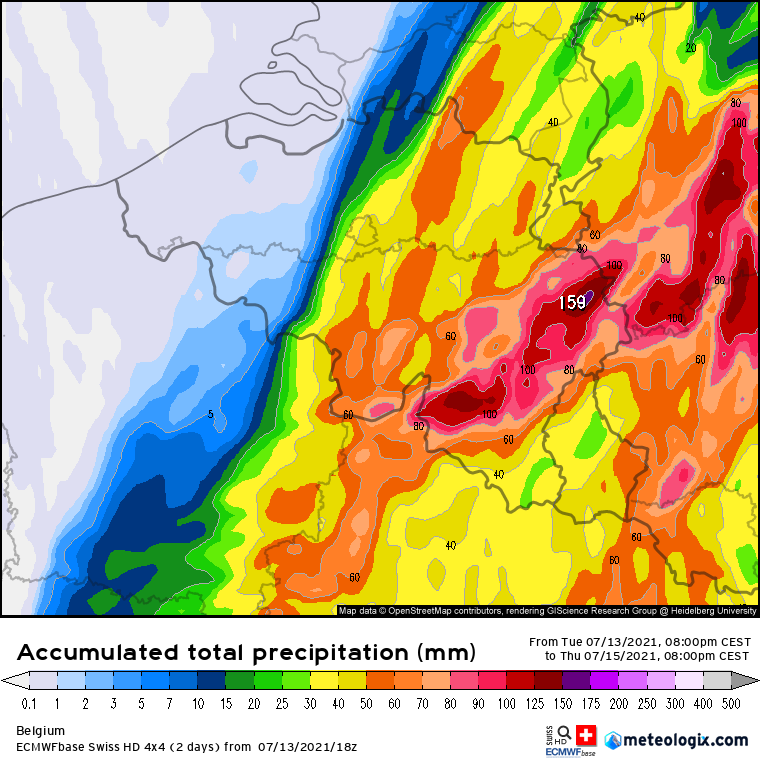 40
20
80
100
40
60
80
80
100
80
159
100
60
60
100
80
5
60
100
80
60
40
60
40
60
60
Map data © OpenStreetMap contributors, rendering GIScience Research Group @ Heidelberg University
Accumulated total precipitation (mm)
From Tue 07/13/2021, 08:00pm CEST
to Thu 07/15/2021, 08:00pm CEST
0.1 1 2 3 5 7 10 15 20 25 30 40 50 60 70 80 90 100 125 150 175 200 250 300 400 500
Belgium
ECMWFbase Swiss HD 4x4 (2 days) from 07/13/2021/18z
SWISS HD
ECMWFbase
meteologix.com